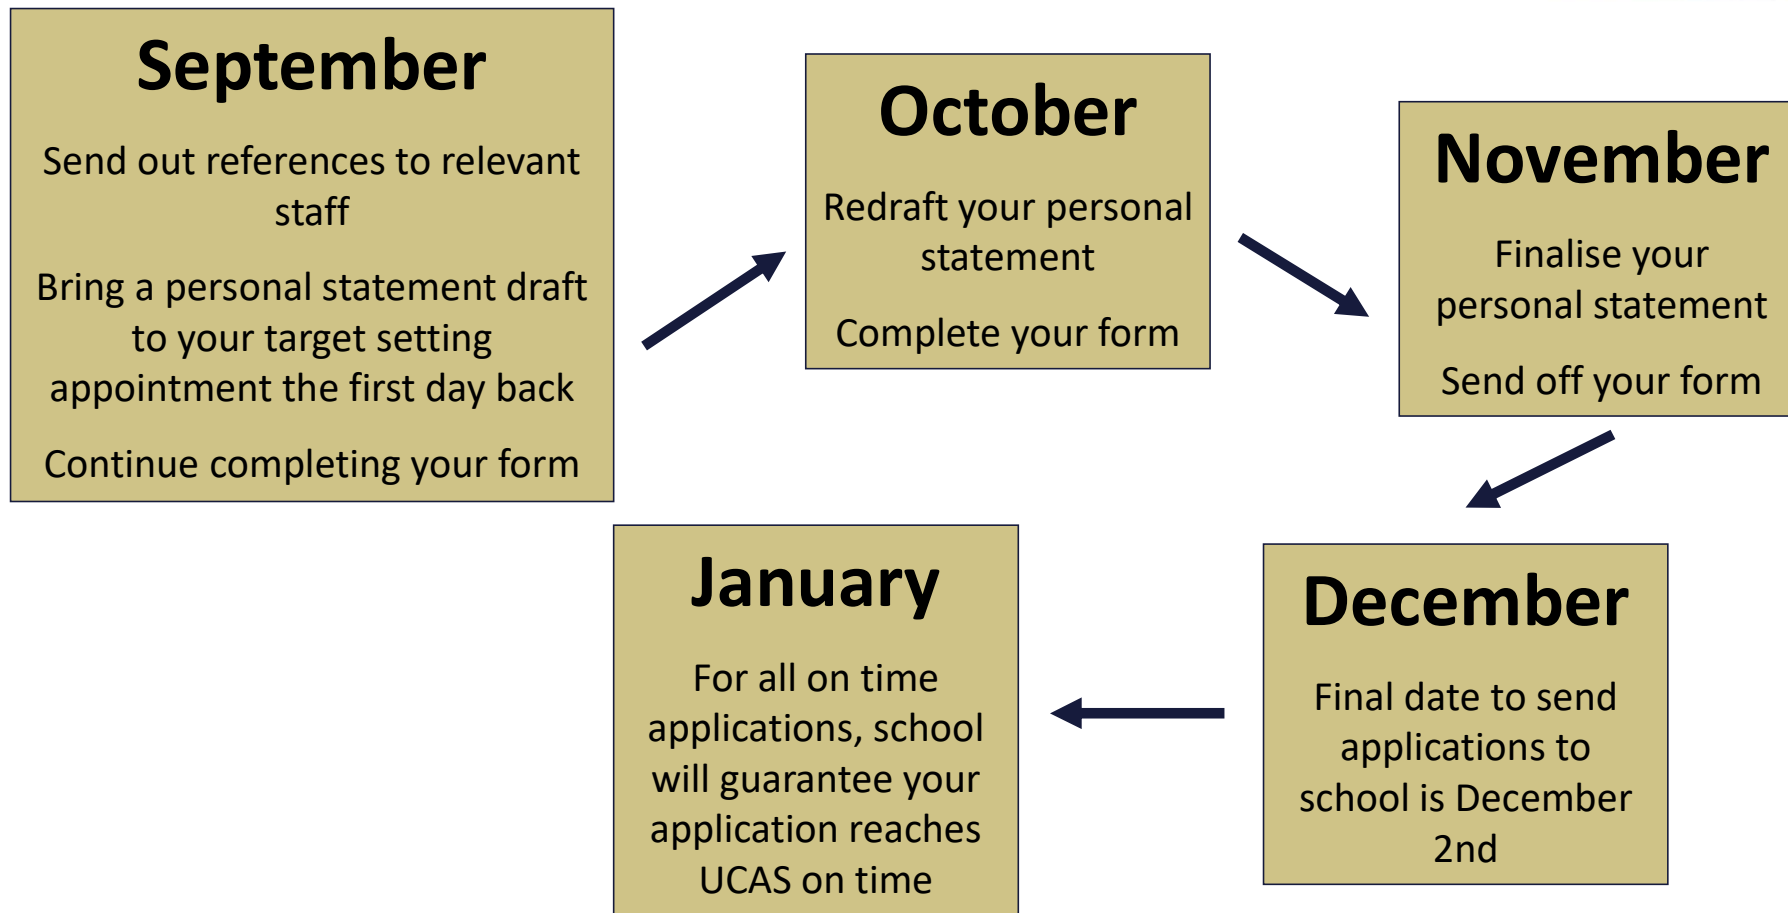 September
Send out references to relevant
staff
Bring a personal statement draft
to your target setting
appointment the first day back
Continue completing your form
October
Redraft your personal
statement
Complete your form
November
Finalise your
personal statement
Send off your form
December
Final date to send
applications to
school is December
2nd
January
For all on time
applications, school
will guarantee your
application reaches
UCAS on time